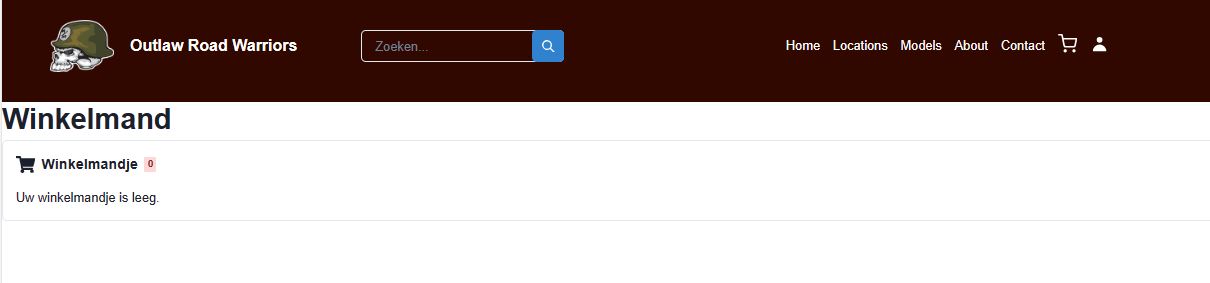 Outlaw Road Warriors
Zoeken...
Home Locations Models About Contact
Winkelmand
Winkelmandje 0
Uw winkelmandje is leeg.